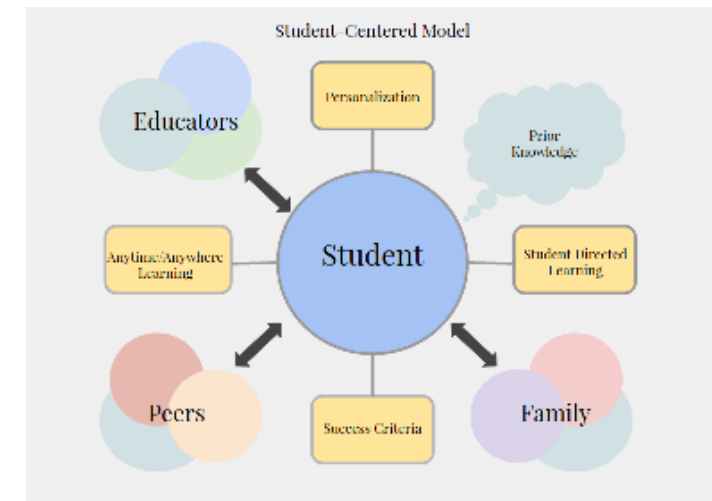 Student-Centered Model
Personalization
Educators
Prior
Knowledge
Anytime/Anywhere
Learning
Student
Student Directed
Learning
Peers
Success Criteria
Family